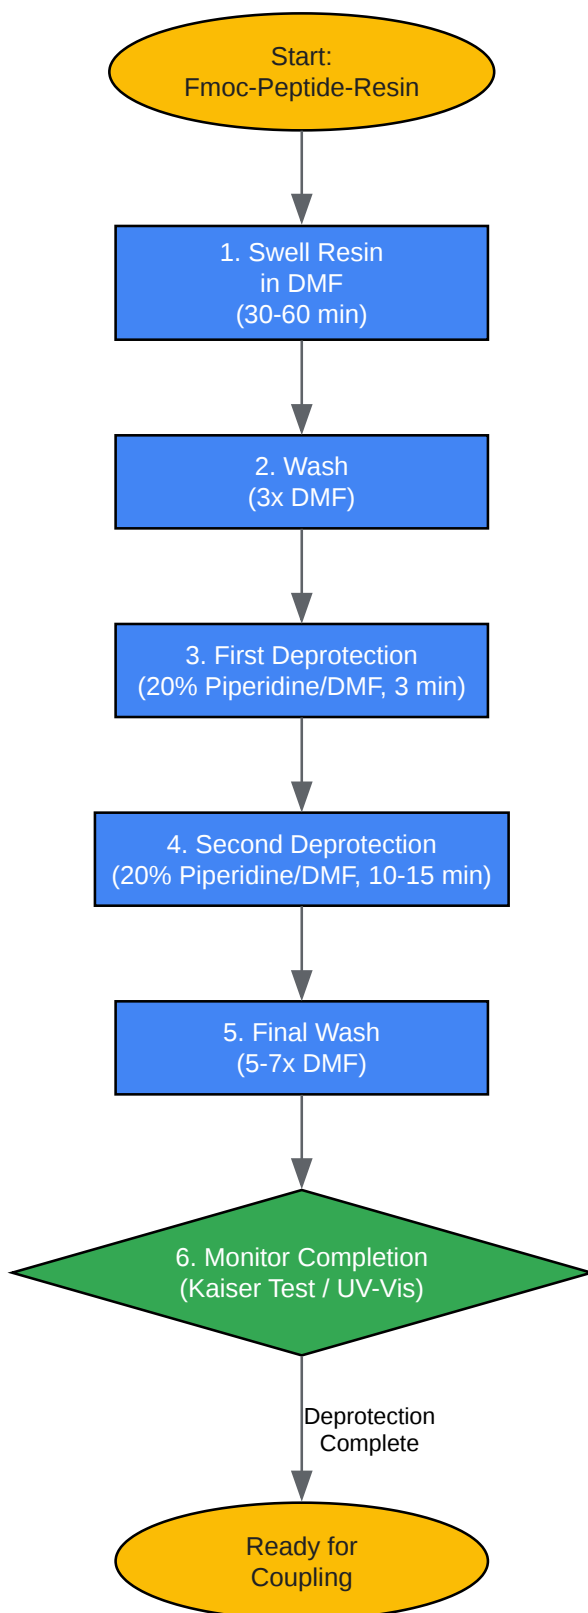 Start:
Fmoc-Peptide-Resin
1. Swell Resin
in DMF
(30-60 min)
2. Wash
(3x DMF)
3. First Deprotection
(20% Piperidine/DMF, 3 min)
4. Second Deprotection
(20% Piperidine/DMF, 10-15 min)
5. Final Wash
(5-7x DMF)
6. Monitor Completion
(Kaiser Test / UV-Vis)
Deprotection
Complete
Ready for
Coupling